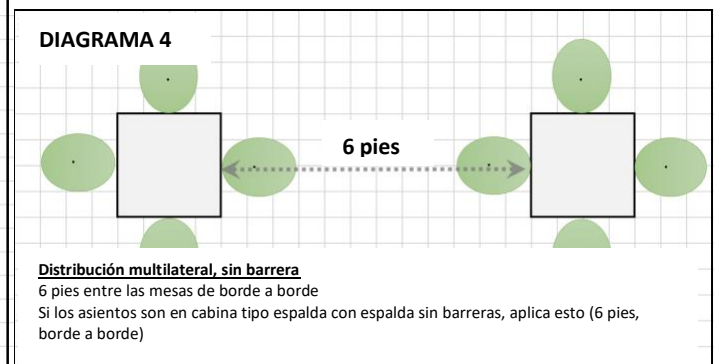 DIAGRAMA 4
6 pies
Distribución multilateral, sin barrera
6 pies entre las mesas de borde a borde
Si los asientos son en cabina tipo espalda con espalda sin barreras, aplica esto (6 pies,
borde a borde)